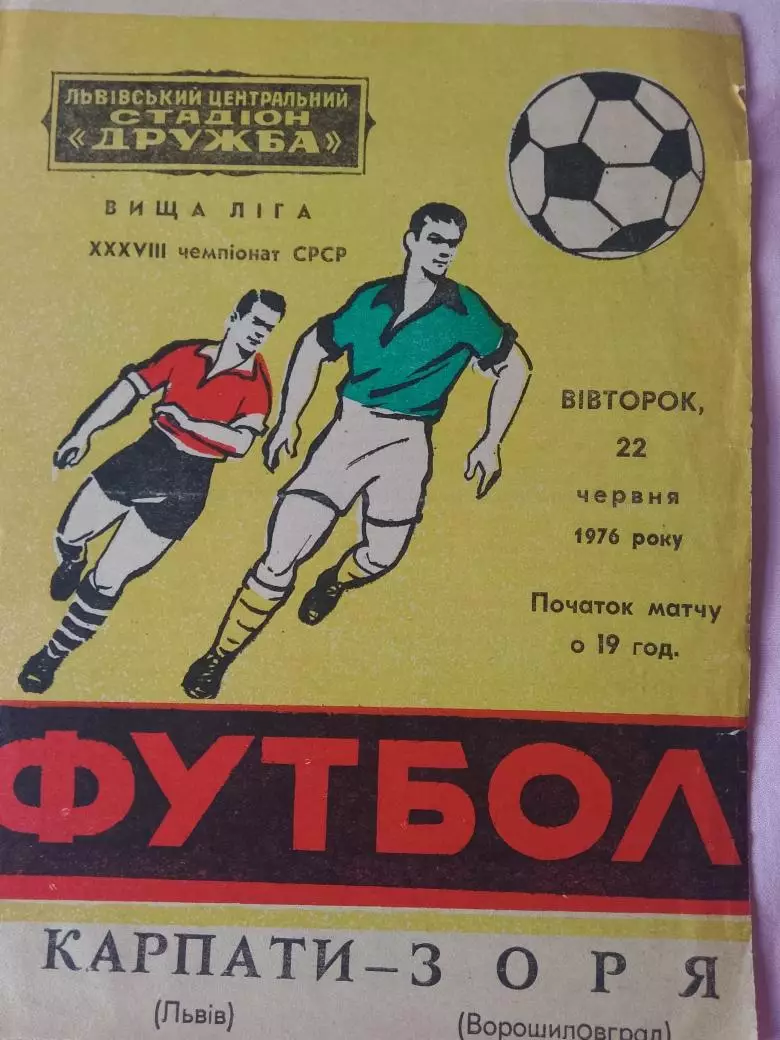 ЛЬВІВСЬКИЙ ЦЕНТРАЛЬНИЙ
СТАДІОН
«ДРУЖБА»
ВИЩА ЛІГА
XXXVIII чемпіонат СРСР
ВІВТОРОК,
22
червня
1976 року
Початок матчу
о 19 год.
ФУТБОЛ
КАРПАТИ – ЗОРЯ
(Львів) (Ворошиловград)